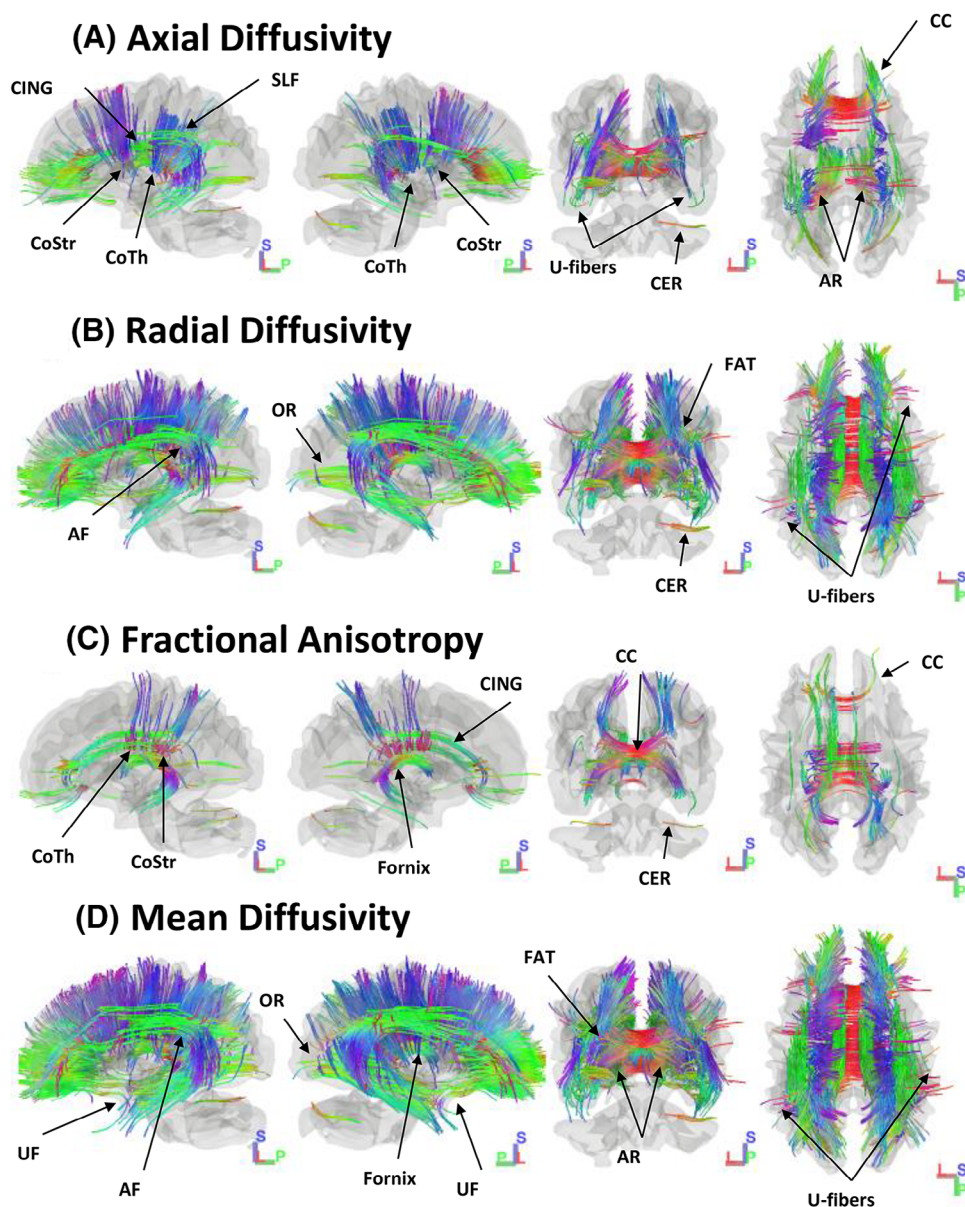 (A) Axial Diffusivity
CC
CING
SLF
CoStr
CoTh
CoTh
CoStr
U-fibers
CER
AR
S
P
S
P L
S
L P
L S
P
(B) Radial Diffusivity
FAT
OR
AF
CER
U-fibers
S
P
S
P L
S
L P
L S
P
(C) Fractional Anisotropy
CC
CC
CING
CoTh
CoStr
Fornix
CER
S
L P
S
P L
S
L P
L S
P
(D) Mean Diffusivity
FAT
OR
UF
AF
Fornix
UF
AR
U-fibers
S
L P
S
P L
S
L P
L S
P